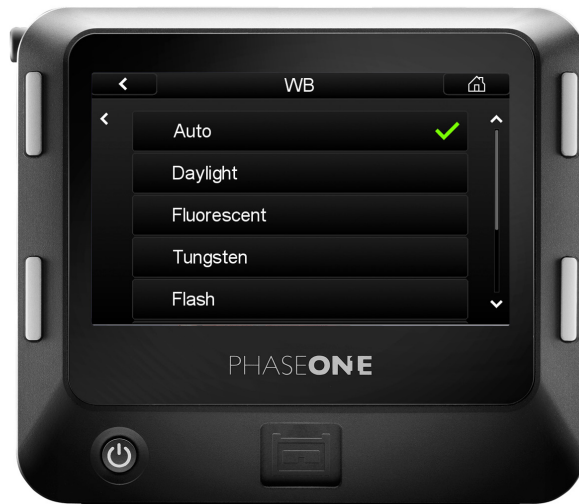 WB
Auto
Daylight
Fluorescent
Tungsten
Flash
PHASEONE